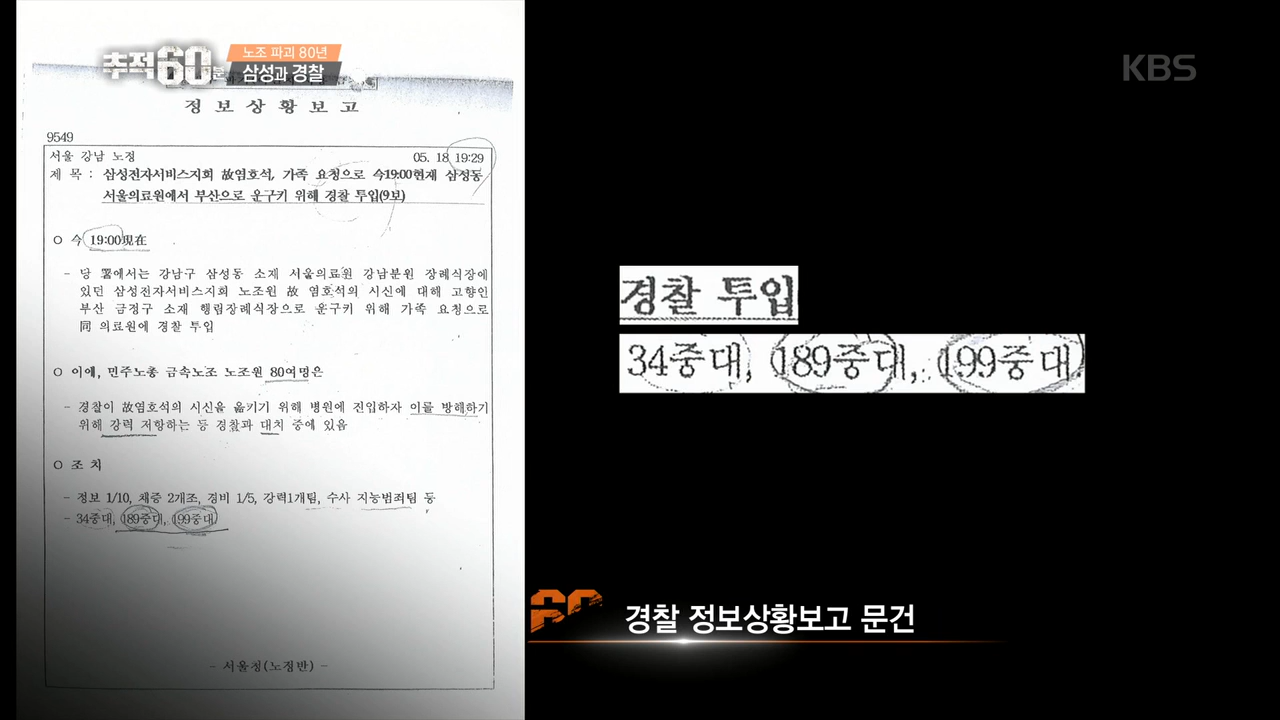 추적60분
노조 파괴 80년
삼성과 경찰
KBS
정 보 상 황 보 고
9549
서울 강남 노정 05. 18 19:29
제 목 : 삼성전자서비스지회 故염호석, 가족 요청으로 今19:00현재 삼성동
서울의료원에서 부산으로 운구키 위해 경찰 투입(9보)
ㅇ 今 19:00現在
- 당 署에서는 강남구 삼성동 소재 서울의료원 강남분원 장례식장에
있던 삼성전자서비스지회 노조원 故 염호석의 시신에 대해 고향인
부산 금정구 소재 행림장례식장으로 운구키 위해 가족 요청으로
同 의료원에 경찰 투입
ㅇ 이에, 민주노총 금속노조 노조원 80여명은
- 경찰이 故염호석의 시신을 옮기기 위해 병원에 진입하자 이를 방해하기
위해 강력 저항하는 등 경찰과 대치 중에 있음
ㅇ 조 치
- 정보 1/10, 채증 2개조, 경비 1/5, 강력1개팀, 수사 지능범죄팀 등
- 34중대, 189중대, 199중대
- 서울청(노정반) -
경찰 투입
34중대, 189중대, 199중대
경찰 정보상황보고 문건